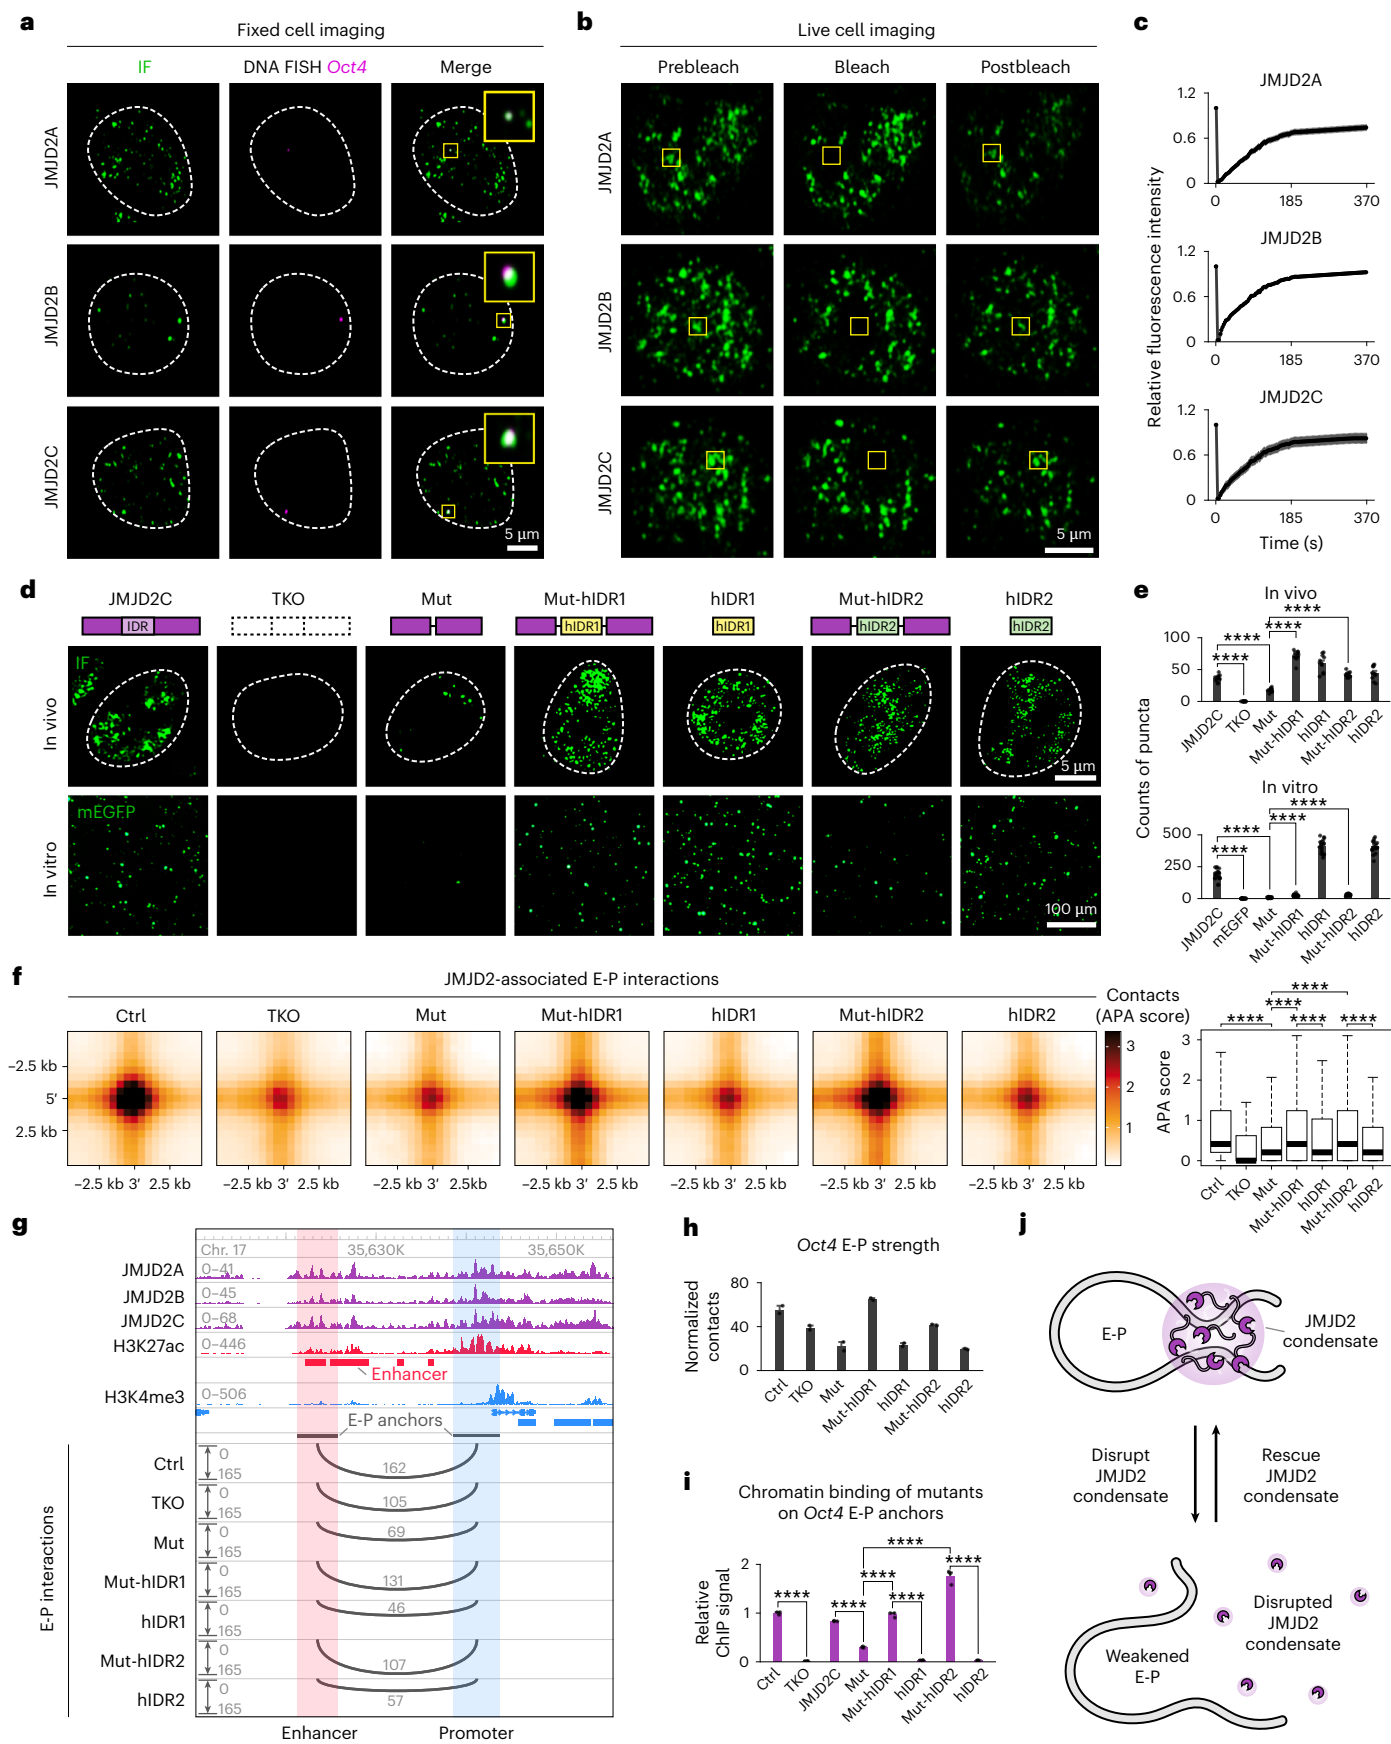 a
Fixed cell imaging
IF
DNA FISH Oct4
Merge
JMJD2A
JMJD2B
JMJD2C
5 µm
b
Live cell imaging
Prebleach
Bleach
Postbleach
JMJD2A
JMJD2B
JMJD2C
5 µm
c
Relative fluorescence intensity
JMJD2A
1.2
0.6
0
0
185
370
JMJD2B
1.2
0.6
0
0
185
370
JMJD2C
1.2
0.6
0
0
185
370
Time (s)
d
JMJD2C
TKO
Mut
Mut-hIDR1
hIDR1
Mut-hIDR2
hIDR2
IDR
hIDR1
hIDR1
hIDR2
hIDR2
In vivo
IF
5 µm
In vitro
mEGFP
100 µm
e
Counts of puncta
In vivo
****
****
****
****
100
50
0
JMJD2C
TKO
Mut
Mut-hIDR1
hIDR1
Mut-hIDR2
hIDR2
In vitro
****
****
****
****
500
250
0
JMJD2C
mEGFP
Mut
Mut-hIDR1
hIDR1
Mut-hIDR2
hIDR2
f
JMJD2-associated E-P interactions
Ctrl
TKO
Mut
Mut-hIDR1
hIDR1
Mut-hIDR2
hIDR2
–2.5 kb
5′
2.5 kb
–2.5 kb 3′ 2.5 kb
–2.5 kb 3′ 2.5kb
–2.5 kb 3′ 2.5kb
–2.5 kb 3′ 2.5kb
–2.5 kb 3′ 2.5kb
–2.5 kb 3′ 2.5kb
–2.5 kb 3′ 2.5kb
Contacts
(APA score)
3
2
1
APA score
****
****
****
****
****
3
2
1
0
Ctrl
TKO
Mut
Mut-hIDR1
hIDR1
Mut-hIDR2
hIDR2
g
Chr. 17
35,630K
35,650K
JMJD2A
0–41
JMJD2B
0–45
JMJD2C
0–68
H3K27ac
0–446
Enhancer
H3K4me3
0–506
E-P anchors
E-P interactions
Ctrl
0
165
162
TKO
0
165
105
Mut
0
165
69
Mut-hIDR1
0
165
131
hIDR1
0
165
46
Mut-hIDR2
0
165
107
hIDR2
0
165
57
Enhancer
Promoter
h
Oct4 E-P strength
Normalized
contacts
80
40
0
Ctrl
TKO
Mut
Mut-hIDR1
hIDR1
Mut-hIDR2
hIDR2
i
Chromatin binding of mutants
on Oct4 E-P anchors
Relative
ChIP signal
****
****
****
****
****
****
2
1
0
Ctrl
TKO
JMJD2C
Mut
Mut-hIDR1
hIDR1
Mut-hIDR2
hIDR2
j
E-P
JMJD2
condensate
Disrupt
JMJD2
condensate
Rescue
JMJD2
condensate
Weakened
E-P
Disrupted
JMJD2
condensate